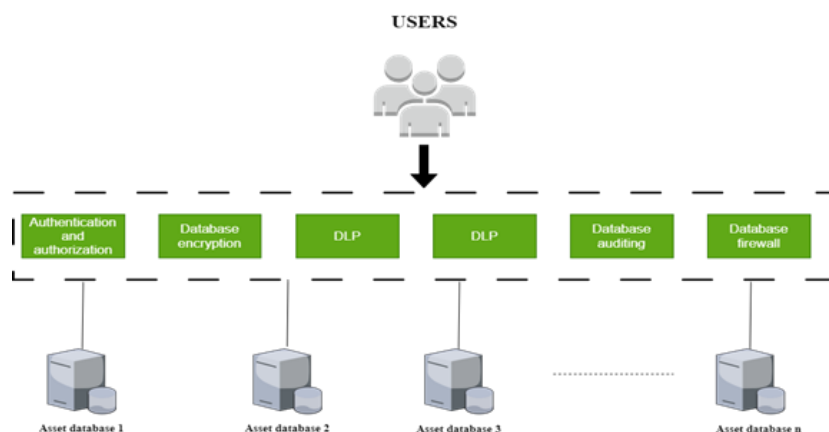 USERS
Authentication
and
authorization
Database
encryption
DLP
DLP
Database
auditing
Database
firewall
Asset database 1
Asset database 2
Asset database 3
Asset database n